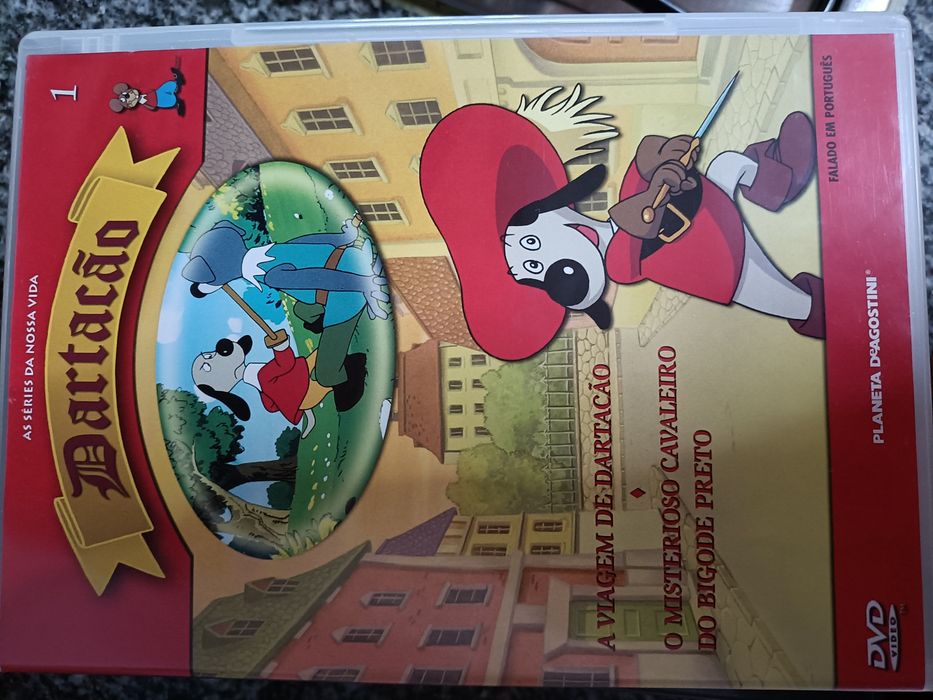 AS SÉRIES DA NOSSA VIDA
1
Dartacão
A VIAGEM DE DARTACÃO
O MISTERIOSO CAVALEIRO
DO BIGODE PRETO
FALADO EM PORTUGUÊS
PLANETA DEAGOSTINI®
DVD
VIDEO™